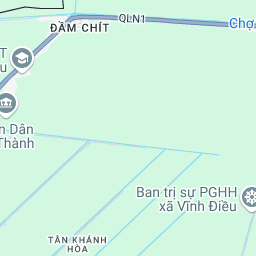 QLN1
Chợ
ĐẦM CHÍT
T
u
n Dân
Thành
Ban trị sự PGHH
xã Vĩnh Điều
TÂN KHÁNH
HÒA